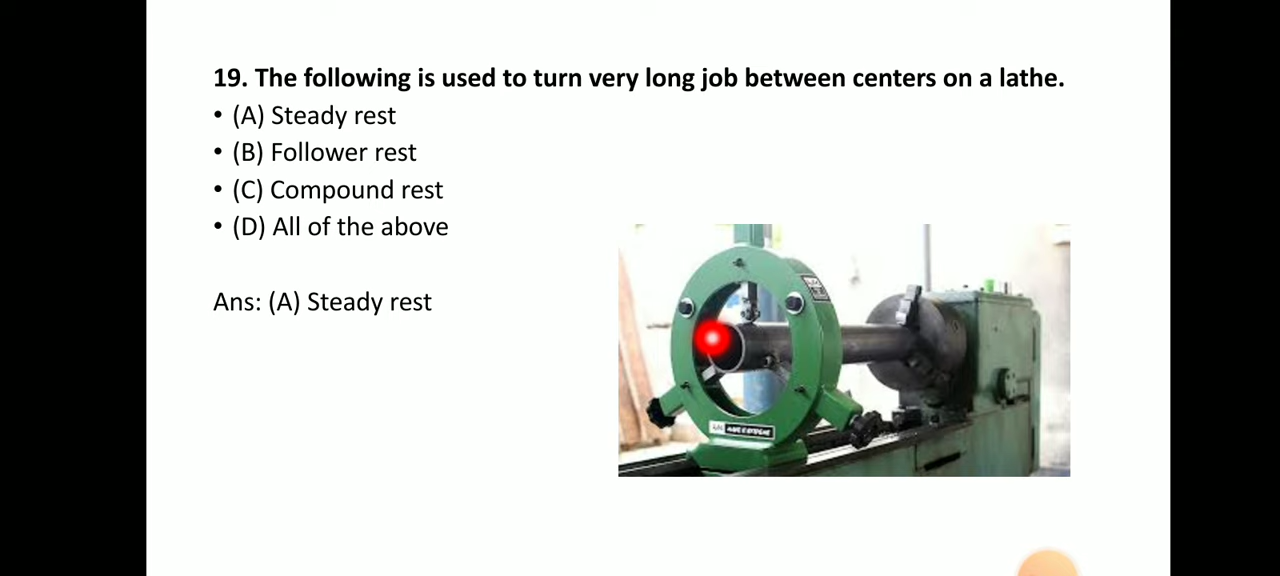 19. The following is used to turn very long job between centers on a lathe.
• (A) Steady rest
• (B) Follower rest
• (C) Compound rest
• (D) All of the above
Ans: (A) Steady rest